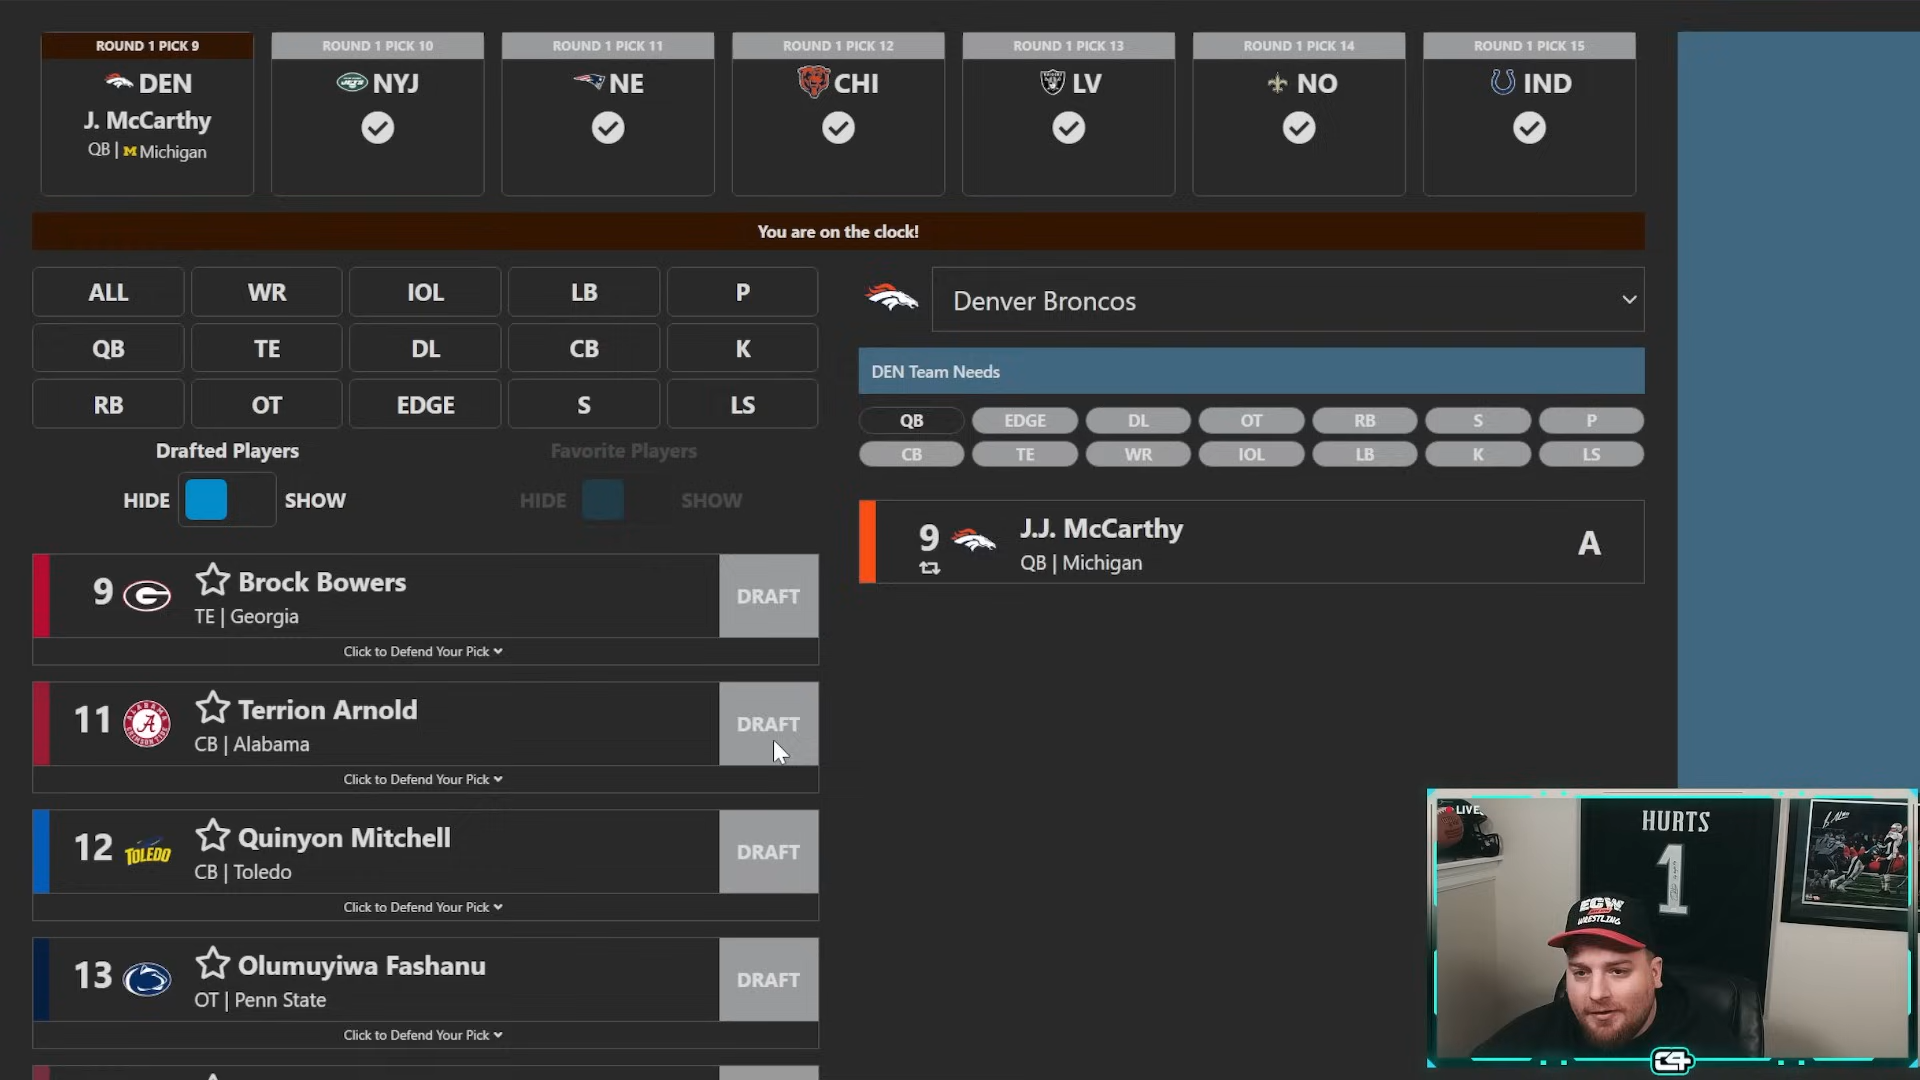 ROUND 1 PICK 9
DEN
J. McCarthy
QB | Michigan
ROUND 1 PICK 10
NYJ
ROUND 1 PICK 11
NE
ROUND 1 PICK 12
CHI
ROUND 1 PICK 13
LV
ROUND 1 PICK 14
NO
ROUND 1 PICK 15
IND
You are on the clock!
ALL WR IOL LB P
QB TE DL CB K
RB OT EDGE S LS
Drafted Players
HIDE SHOW
Favorite Players
HIDE SHOW
9 Brock Bowers
TE | Georgia
DRAFT
Click to Defend Your Pick
11 Terrion Arnold
CB | Alabama
DRAFT
Click to Defend Your Pick
12 TOLEDO Quinyon Mitchell
CB | Toledo
DRAFT
Click to Defend Your Pick
13 Olumuyiwa Fashanu
OT | Penn State
DRAFT
Click to Defend Your Pick
Denver Broncos
DEN Team Needs
QB EDGE DL OT RB S P
CB TE WR IOL LB K LS
9 J.J. McCarthy
QB | Michigan
A
LIVE
HURTS
1
ECW
WRESTLING